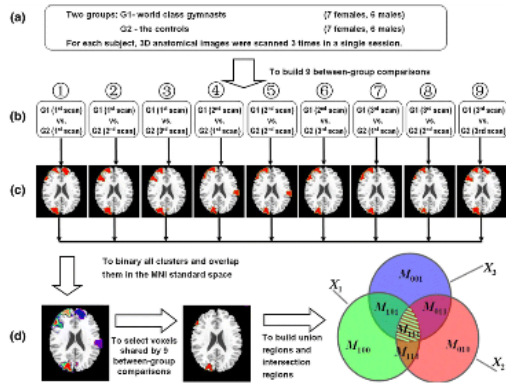 (a)
Two groups: G1- world class gymnasts (7 females, 6 males)
G2 - the controls (7 females, 6 males)
For each subject, 3D anatomical images were scanned 3 times in a single session.
To build 9 between-group comparisons
① ② ③ ④ ⑤ ⑥ ⑦ ⑧ ⑨
(b)
G1 (1st scan) G1 (1st scan) G1 (1st scan) G1 (2nd scan) G1 (2nd scan) G1 (2nd scan) G1 (3rd scan) G1 (3rd scan) G1 (3rd scan)
vs. vs. vs. vs. vs. vs. vs. vs. vs.
G2 (1st scan) G2 (2nd scan) G2 (3rd scan) G2 (1st scan) G2 (2nd scan) G2 (3rd scan) G2 (1st scan) G2 (2nd scan) G2 (3rd scan)
(c)
To binary all clusters and overlap
them in the MNI standard space
(d)
To select voxels
shared by 9
between-group
comparisons
To build union
regions and
intersection
regions
M001
X3
X1
M101
M011
M111
M100
M110
M010
X2